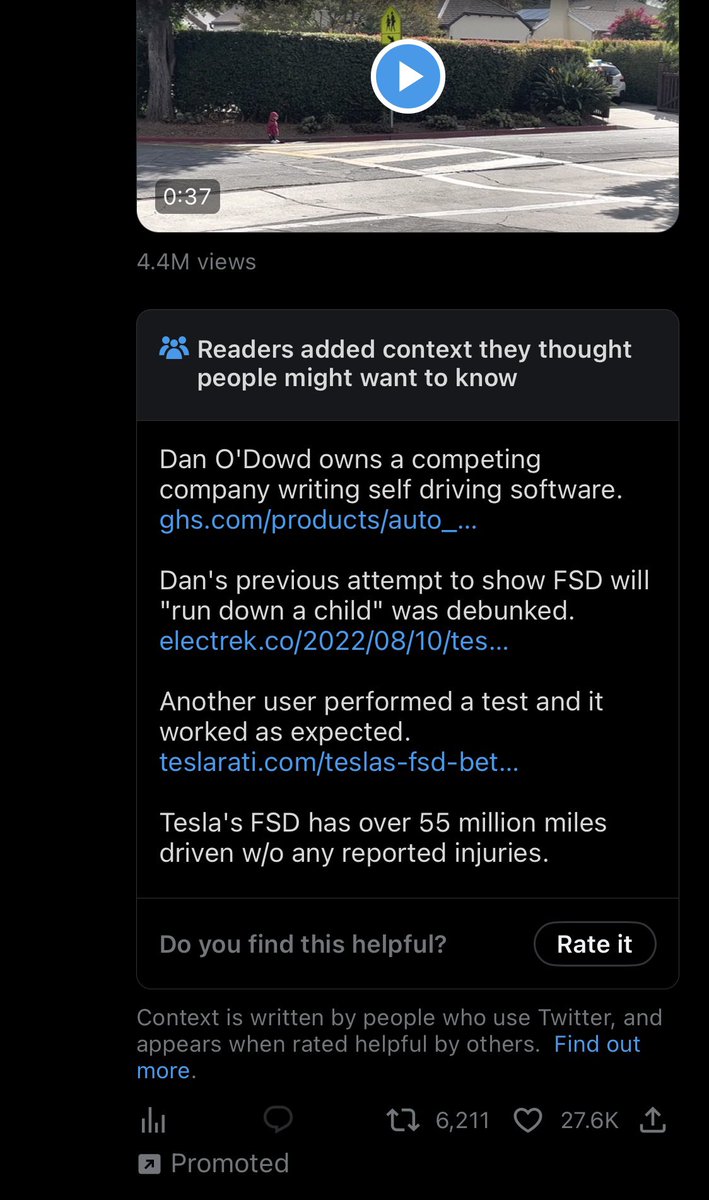 0:37
4.4M views
Readers added context they thought
people might want to know
Dan O'Dowd owns a competing
company writing self driving software.
ghs.com/products/auto_...
Dan's previous attempt to show FSD will
"run down a child" was debunked.
electrek.co/2022/08/10/tes...
Another user performed a test and it
worked as expected.
teslarati.com/teslas-fsd-bet...
Tesla's FSD has over 55 million miles
driven w/o any reported injuries.
Do you find this helpful?
Rate it
Context is written by people who use Twitter, and
appears when rated helpful by others. Find out
more.
6,211 27.6K
Promoted